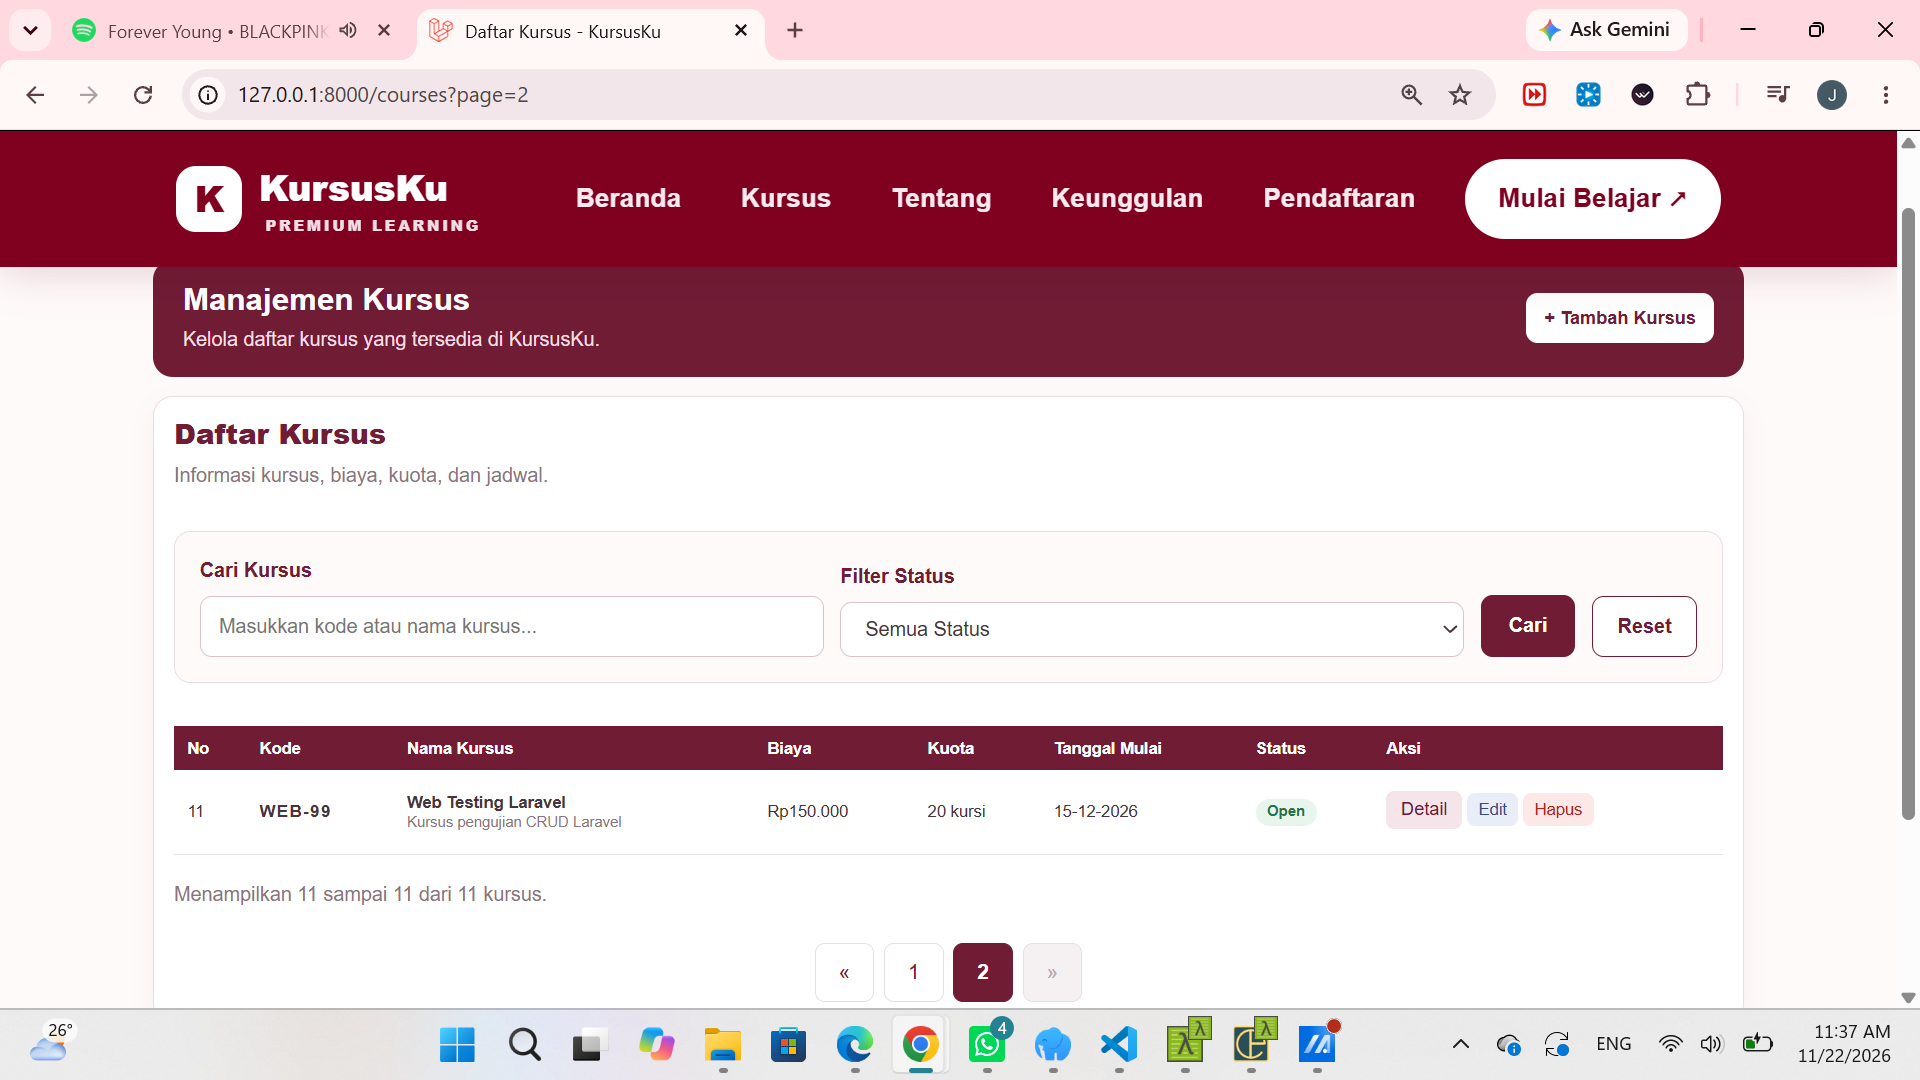 Forever Young • BLACKPINK
Daftar Kursus - KursusKu
Ask Gemini
127.0.0.1:8000/courses?page=2
J
K
KursusKu
PREMIUM LEARNING
Beranda
Kursus
Tentang
Keunggulan
Pendaftaran
Mulai Belajar ↗
Manajemen Kursus
Kelola daftar kursus yang tersedia di KursusKu.
+ Tambah Kursus
Daftar Kursus
Informasi kursus, biaya, kuota, dan jadwal.
Cari Kursus
Masukkan kode atau nama kursus...
Filter Status
Semua Status
Cari
Reset
No Kode Nama Kursus Biaya Kuota Tanggal Mulai Status Aksi
11 WEB-99 Web Testing Laravel Rp150.000 20 kursi 15-12-2026 Open Detail Edit Hapus
Kursus pengujian CRUD Laravel
Menampilkan 11 sampai 11 dari 11 kursus.
« 1 2 »
26°
4
ENG
11:37 AM
11/22/2026